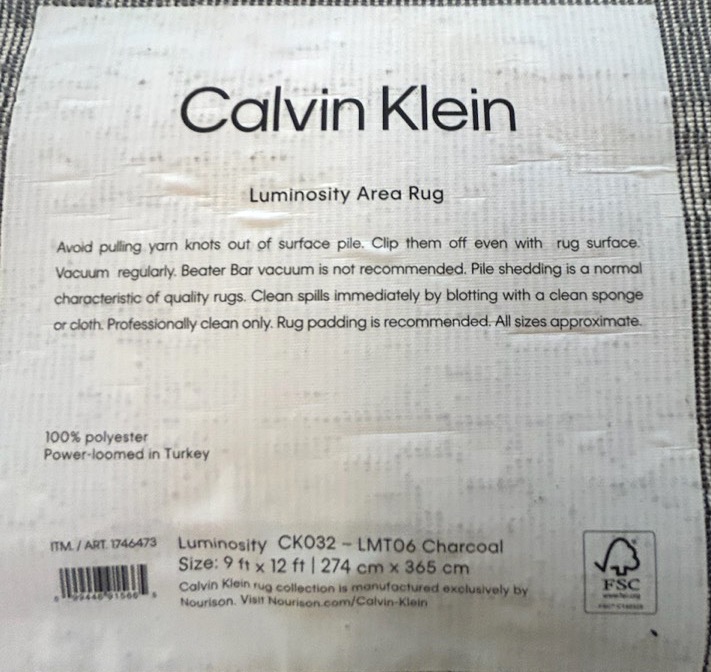 Calvin Klein
Luminosity Area Rug
Avoid pulling yarn knots out of surface pile. Clip them off even with rug surface.
Vacuum regularly. Beater Bar vacuum is not recommended. Pile shedding is a normal
characteristic of quality rugs. Clean spills immediately by blotting with a clean sponge
or cloth. Professionally clean only. Rug padding is recommended. All sizes approximate.
100% polyester
Power-loomed in Turkey
ITM. / ART. 1746473
Luminosity CK032 – LMT06 Charcoal
Size: 9 ft x 12 ft | 274 cm x 365 cm
Calvin Klein rug collection is manufactured exclusively by
Nourison. Visit Nourison.com/Calvin-Klein
FSC
www.fsc.org